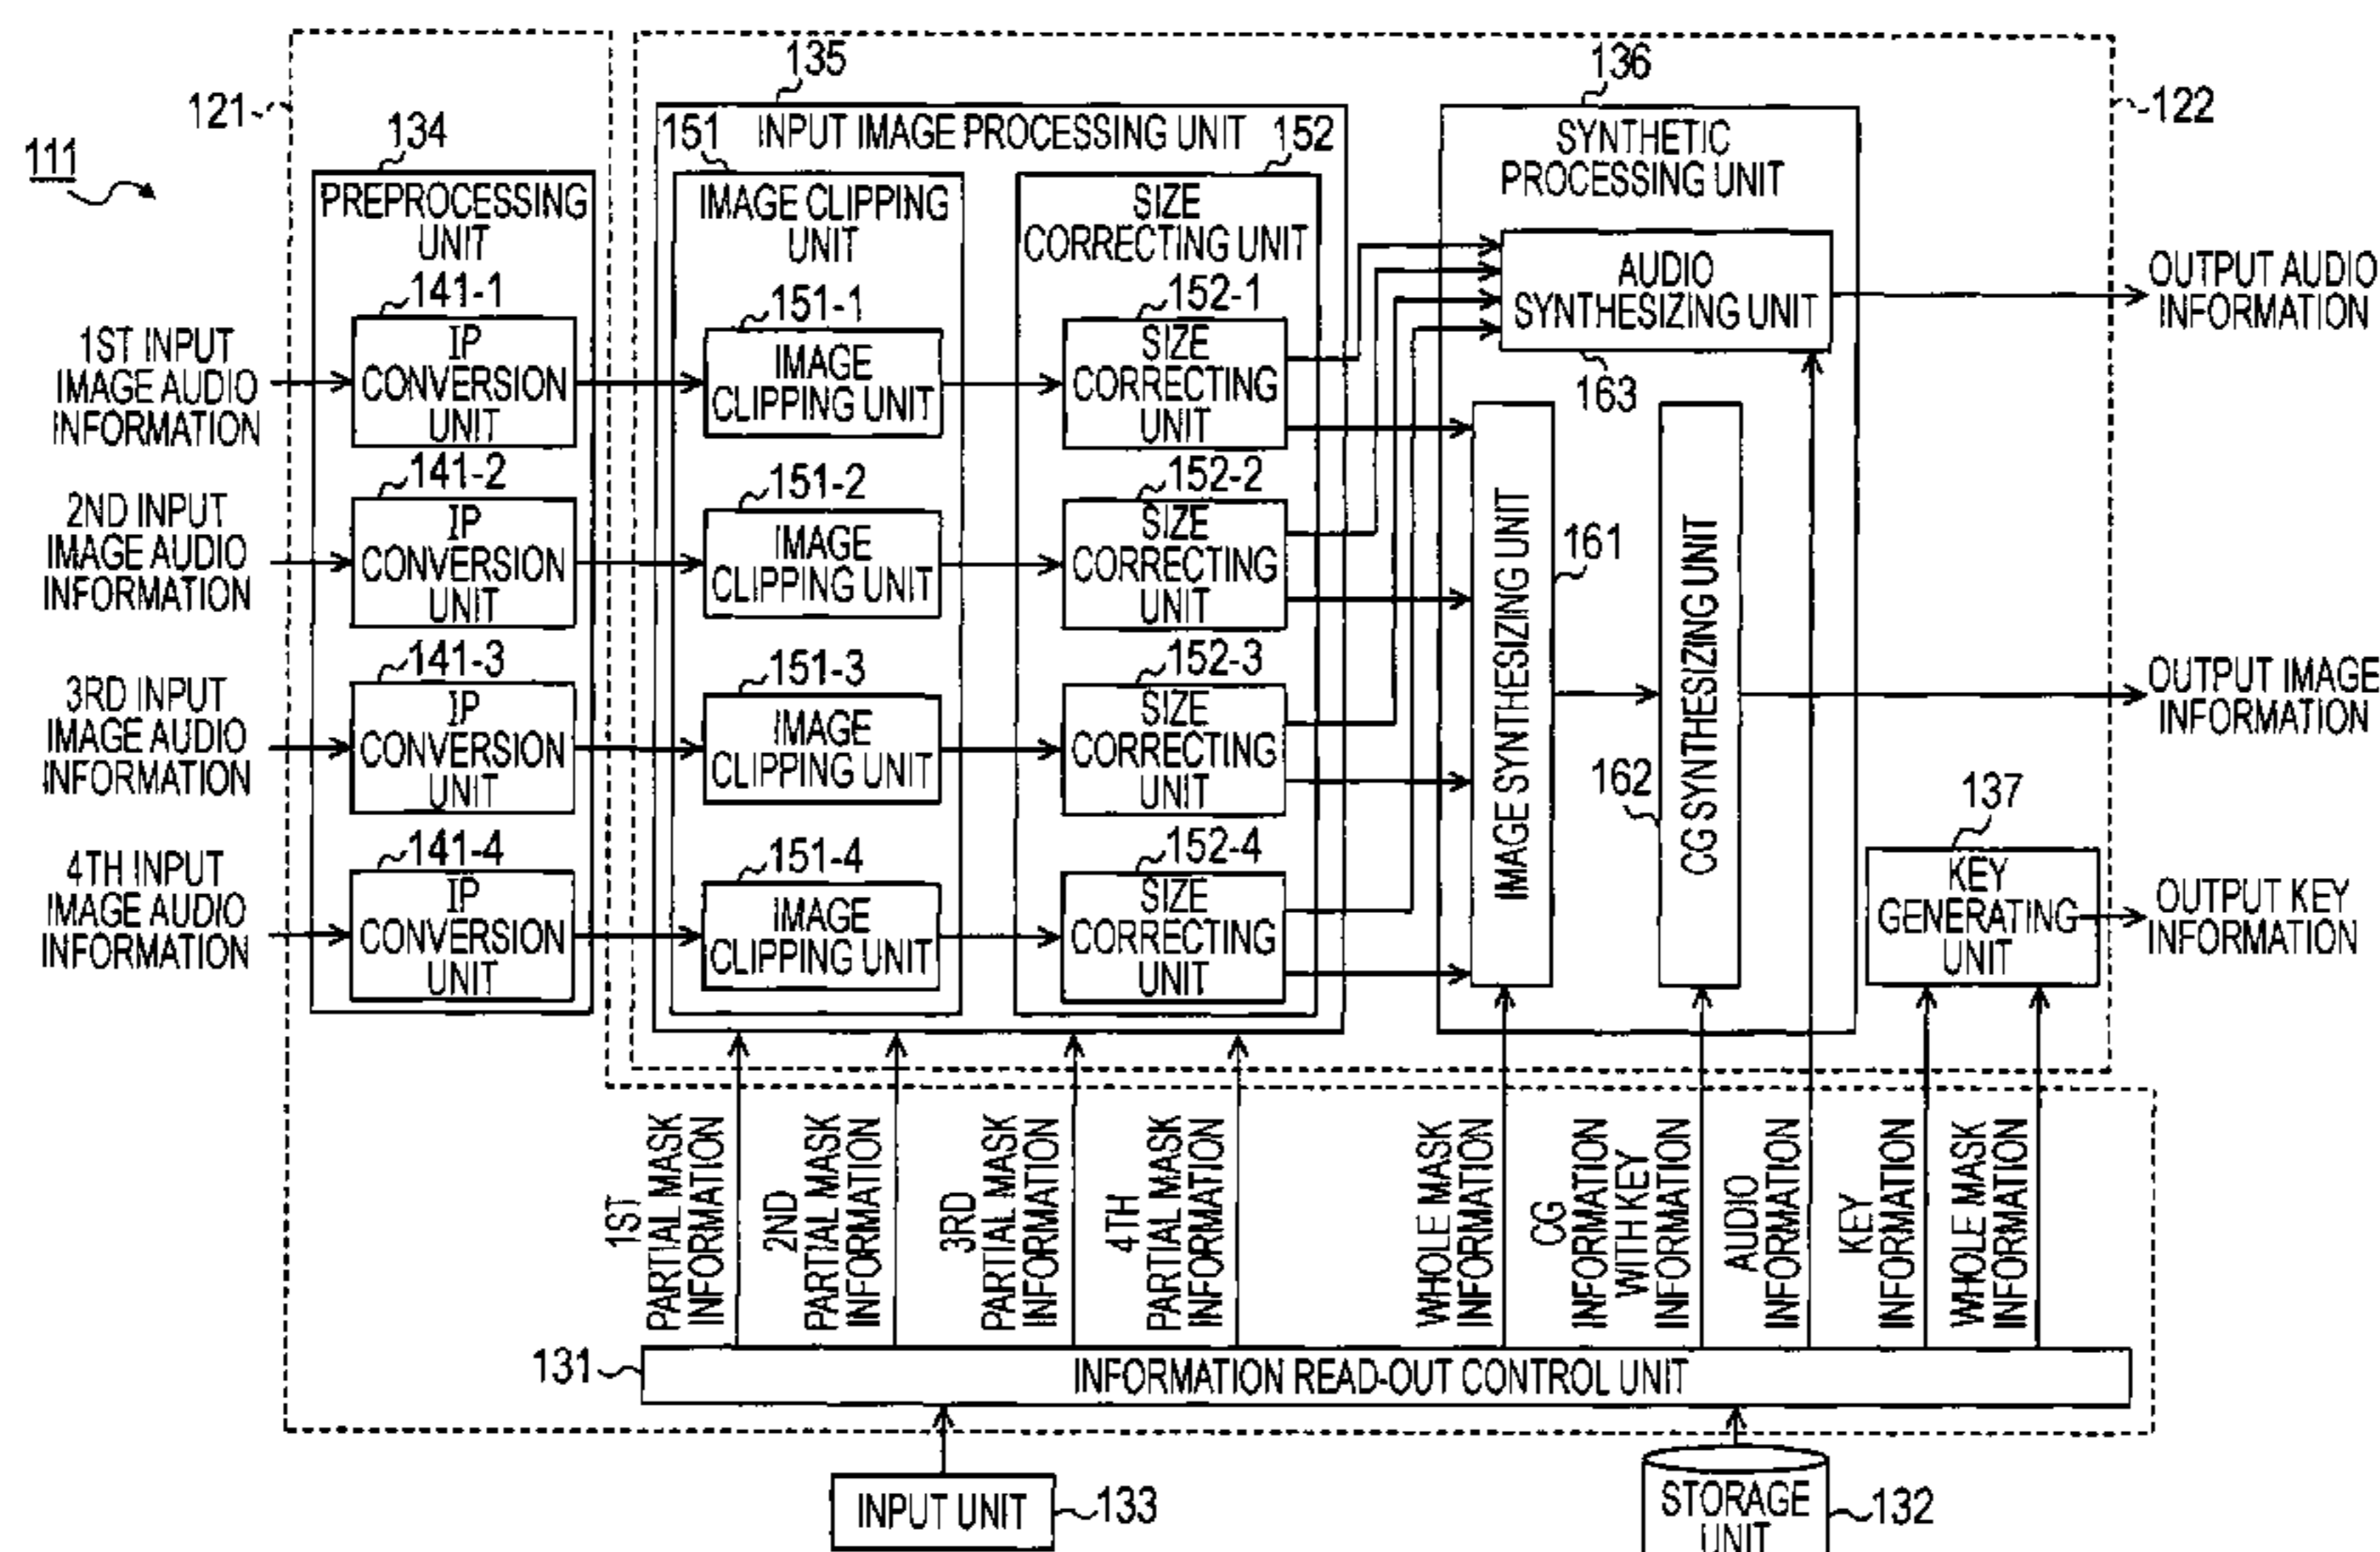 111
121
122
134
PREPROCESSING
UNIT
135
INPUT IMAGE PROCESSING UNIT
151
IMAGE CLIPPING
UNIT
152
SIZE
CORRECTING UNIT
136
SYNTHETIC
PROCESSING UNIT
1ST INPUT
IMAGE AUDIO
INFORMATION
141-1
IP
CONVERSION
UNIT
151-1
IMAGE
CLIPPING UNIT
152-1
SIZE
CORRECTING
UNIT
AUDIO
SYNTHESIZING UNIT
163
OUTPUT AUDIO
INFORMATION
2ND INPUT
IMAGE AUDIO
INFORMATION
141-2
IP
CONVERSION
UNIT
151-2
IMAGE
CLIPPING UNIT
152-2
SIZE
CORRECTING
UNIT
IMAGE SYNTHESIZING UNIT
161
CG SYNTHESIZING UNIT
162
3RD INPUT
IMAGE AUDIO
INFORMATION
141-3
IP
CONVERSION
UNIT
151-3
IMAGE
CLIPPING UNIT
152-3
SIZE
CORRECTING
UNIT
OUTPUT IMAGE
INFORMATION
4TH INPUT
IMAGE AUDIO
INFORMATION
141-4
IP
CONVERSION
UNIT
151-4
IMAGE
CLIPPING UNIT
152-4
SIZE
CORRECTING
UNIT
137
KEY
GENERATING
UNIT
OUTPUT KEY
INFORMATION
1ST
PARTIAL MASK
INFORMATION
2ND
PARTIAL MASK
INFORMATION
3RD
PARTIAL MASK
INFORMATION
4TH
PARTIAL MASK
INFORMATION
WHOLE MASK
INFORMATION
CG
INFORMATION
WITH KEY
INFORMATION
AUDIO
INFORMATION
KEY
INFORMATION
WHOLE MASK
INFORMATION
131
INFORMATION READ-OUT CONTROL UNIT
INPUT UNIT
133
STORAGE
UNIT
132